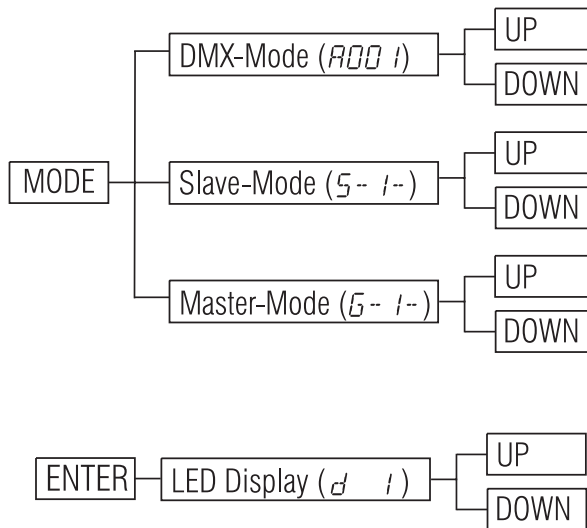 UP
DMX-Mode (A001)
DOWN
UP
MODE
Slave-Mode (S-- 1--)
DOWN
UP
Master-Mode (G-- 1--)
DOWN
UP
ENTER
LED Display (d 1)
DOWN